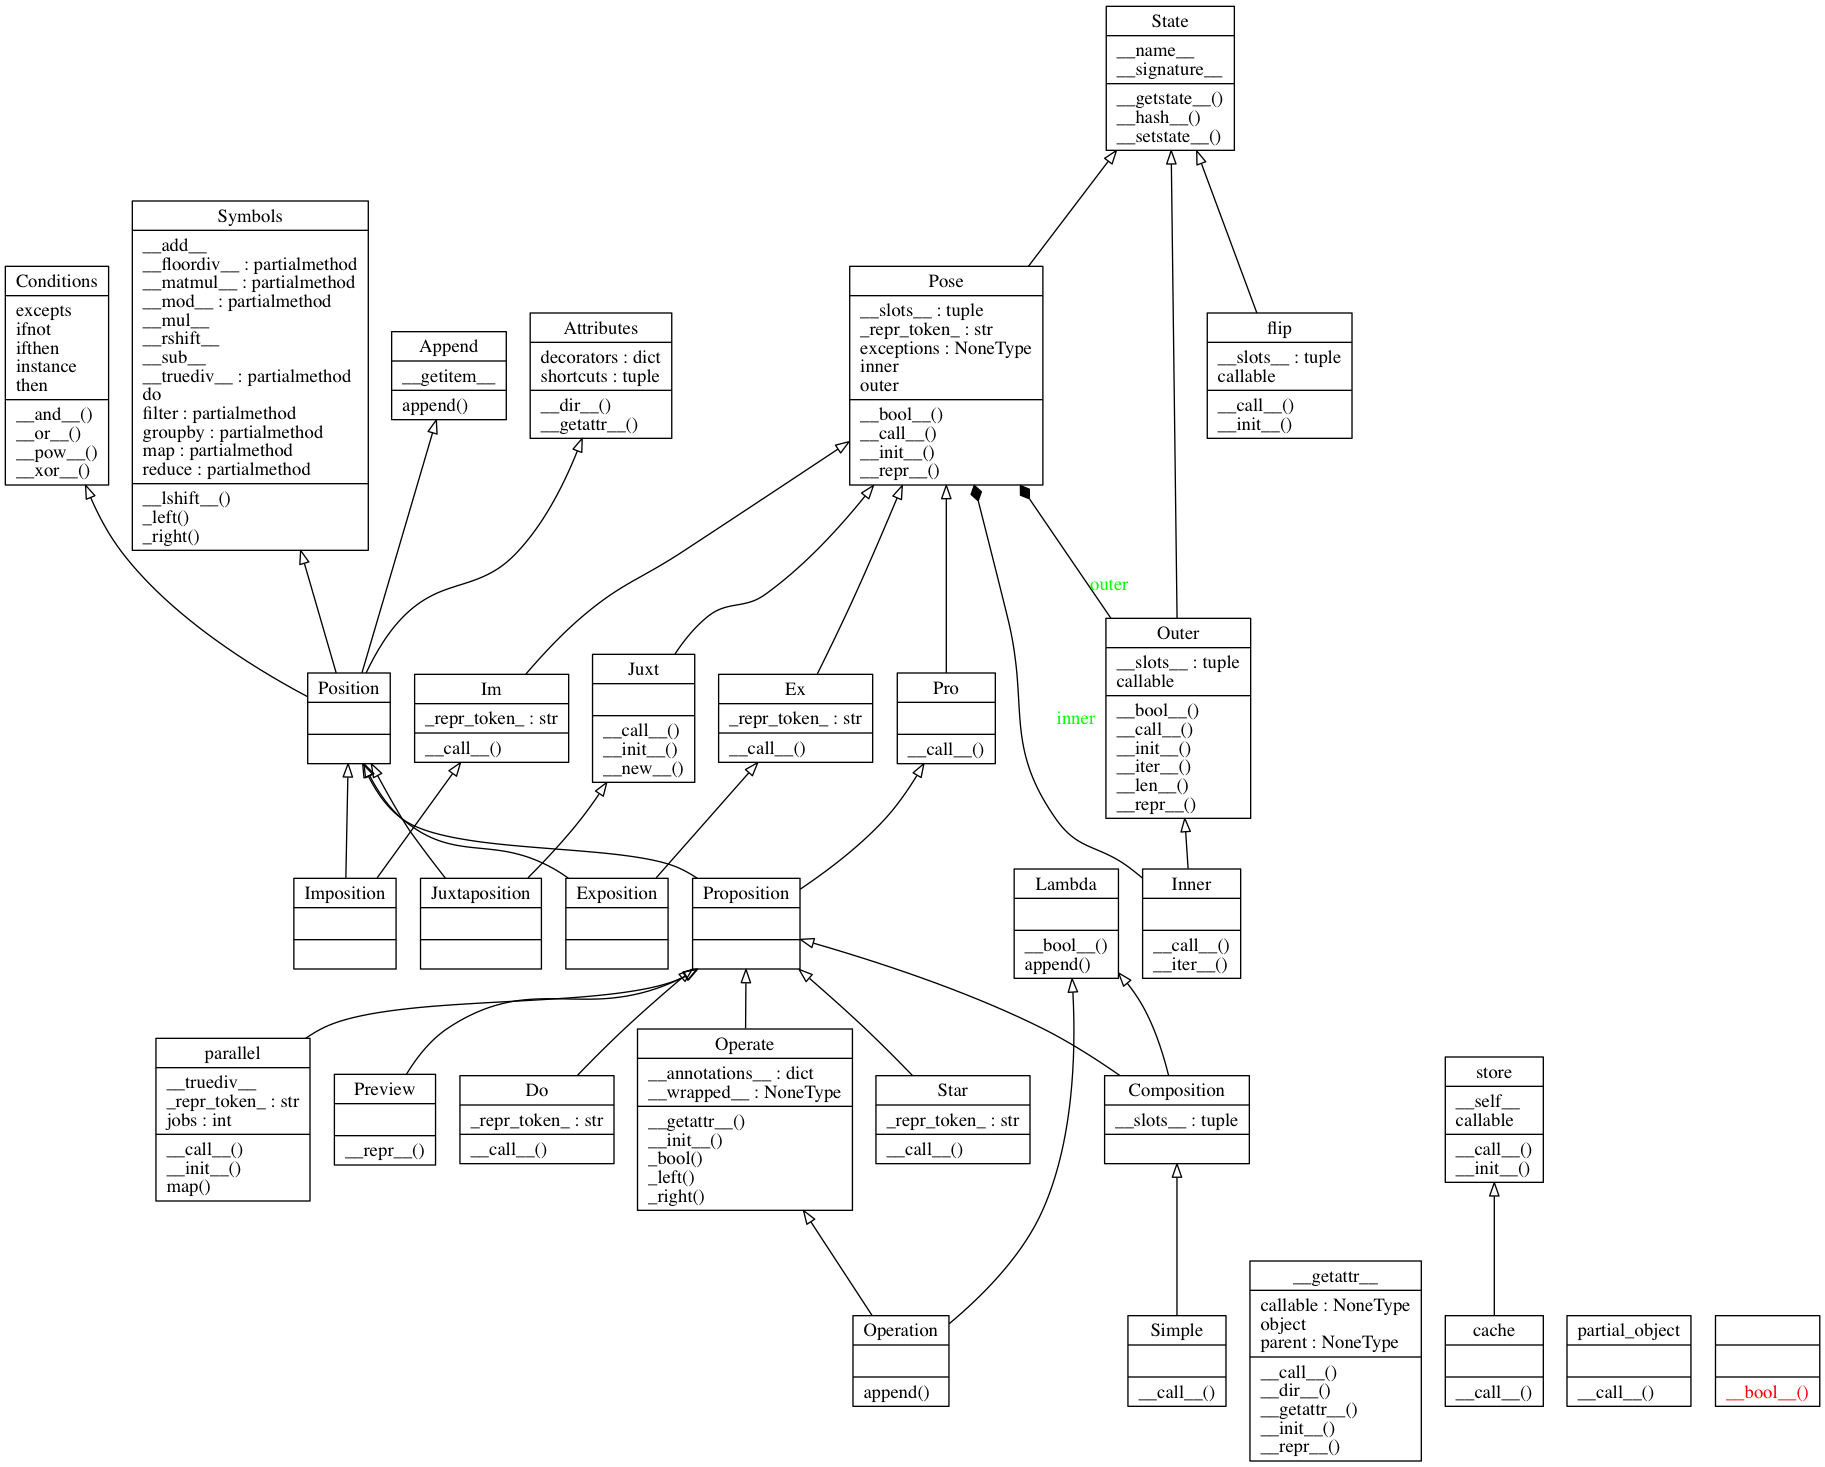 State
__name__
__signature__
__getstate__()
__hash__()
__setstate__()
Conditions
excepts
ifnot
ifthen
instance
then
__and__()
__or__()
__pow__()
__xor__()
Symbols
__add__
__floordiv__ : partialmethod
__matmul__ : partialmethod
__mod__ : partialmethod
__mul__
__rshift__
__sub__
__truediv__ : partialmethod
do
filter : partialmethod
groupby : partialmethod
map : partialmethod
reduce : partialmethod
__lshift__()
_left()
_right()
Append
__getitem__
append()
Attributes
decorators : dict
shortcuts : tuple
__dir__()
__getattr__()
Pose
__slots__ : tuple
_repr_token_ : str
exceptions : NoneType
inner
outer
__bool__()
__call__()
__init__()
__repr__()
flip
__slots__ : tuple
callable
__call__()
__init__()
outer
inner
Position
Im
_repr_token_ : str
__call__()
Juxt
__call__()
__init__()
__new__()
Ex
_repr_token_ : str
__call__()
Pro
__call__()
Outer
__slots__ : tuple
callable
__bool__()
__call__()
__init__()
__iter__()
__len__()
__repr__()
Imposition
Juxtaposition
Exposition
Proposition
Lambda
__bool__()
append()
Inner
__call__()
__iter__()
parallel
__truediv__
_repr_token_ : str
jobs : int
__call__()
__init__()
map()
Preview
__repr__()
Do
_repr_token_ : str
__call__()
Operate
__annotations__ : dict
__wrapped__ : NoneType
__getattr__()
__init__()
_bool()
_left()
_right()
Star
_repr_token_ : str
__call__()
Composition
__slots__ : tuple
store
__self__
callable
__call__()
__init__()
Operation
append()
Simple
__call__()
__getattr__
callable : NoneType
object
parent : NoneType
__call__()
__dir__()
__getattr__()
__init__()
__repr__()
cache
__call__()
partial_object
__call__()
__bool__()